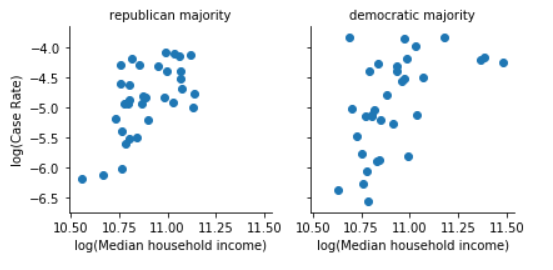 republican majority
democratic majority
log(Case Rate)
−4.0
−4.5
−5.0
−5.5
−6.0
−6.5
10.50 10.75 11.00 11.25 11.50
10.50 10.75 11.00 11.25 11.50
log(Median household income)
log(Median household income)